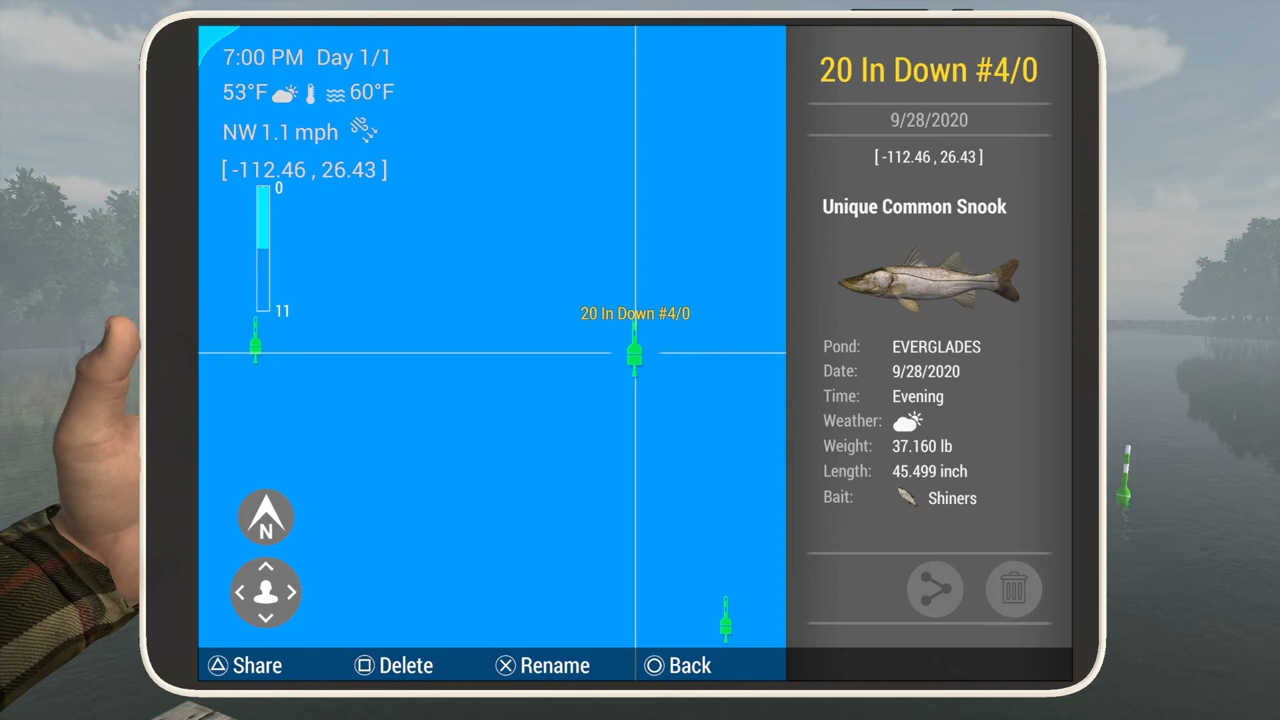 7:00 PM Day 1/1
53°F 60°F
NW 1.1 mph
[ -112.46 , 26.43 ]
0
11
20 In Down #4/0
N
20 In Down #4/0
9/28/2020
[ -112.46 , 26.43 ]
Unique Common Snook
Pond: EVERGLADES
Date: 9/28/2020
Time: Evening
Weather:
Weight: 37.160 lb
Length: 45.499 inch
Bait: Shiners
Share Delete Rename Back